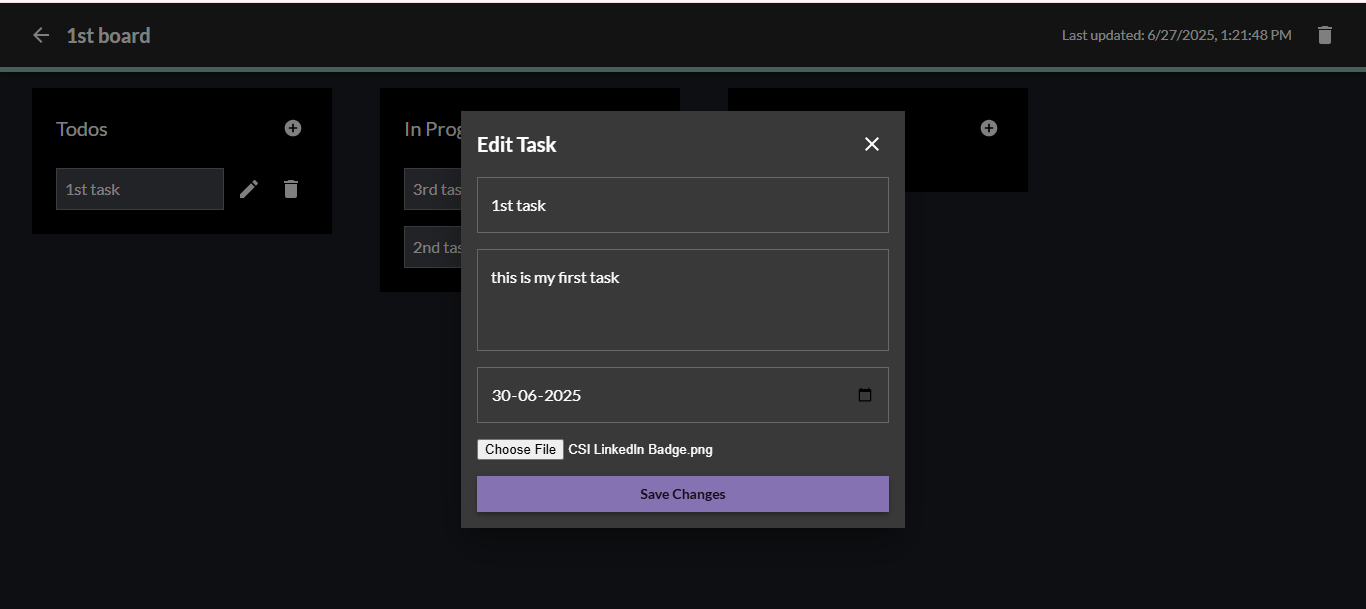 1st board
Last updated: 6/27/2025, 1:21:48 PM
Todos
1st task
In Prog
3rd tas
2nd tas
Edit Task
1st task
this is my first task
30-06-2025
Choose File CSI LinkedIn Badge.png
Save Changes